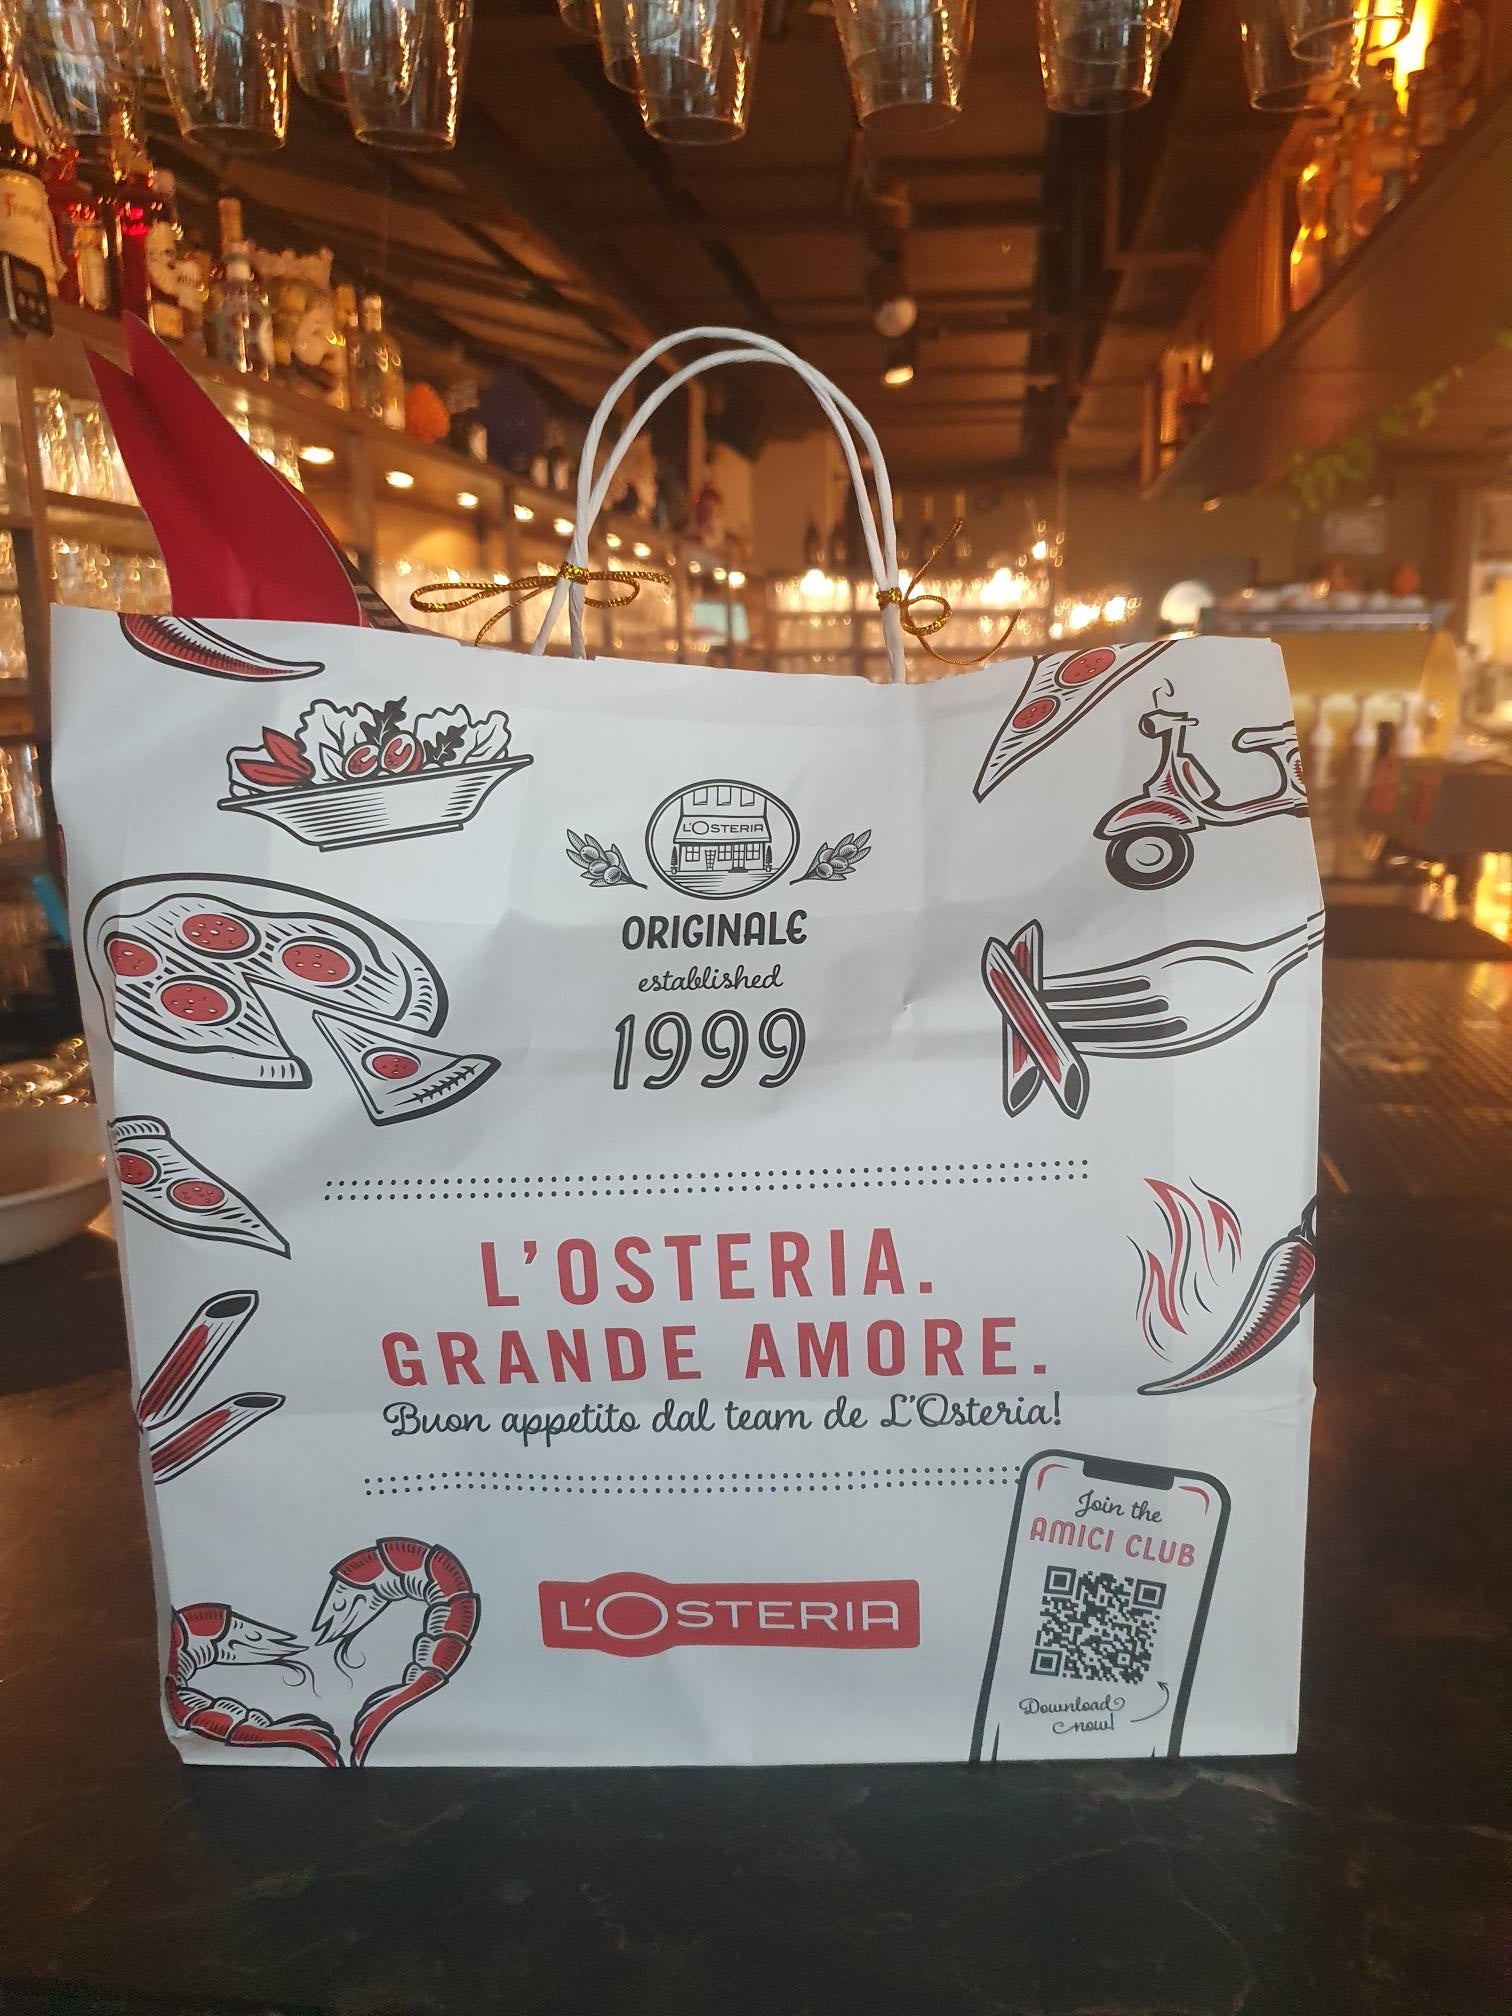 L'OSTERIA
ORIGINALE
established
1999
L'OSTERIA.
GRANDE AMORE.
Buon appetito dal team de L'Osteria!
Join the
AMICI CLUB
Download
now!
L'OSTERIA